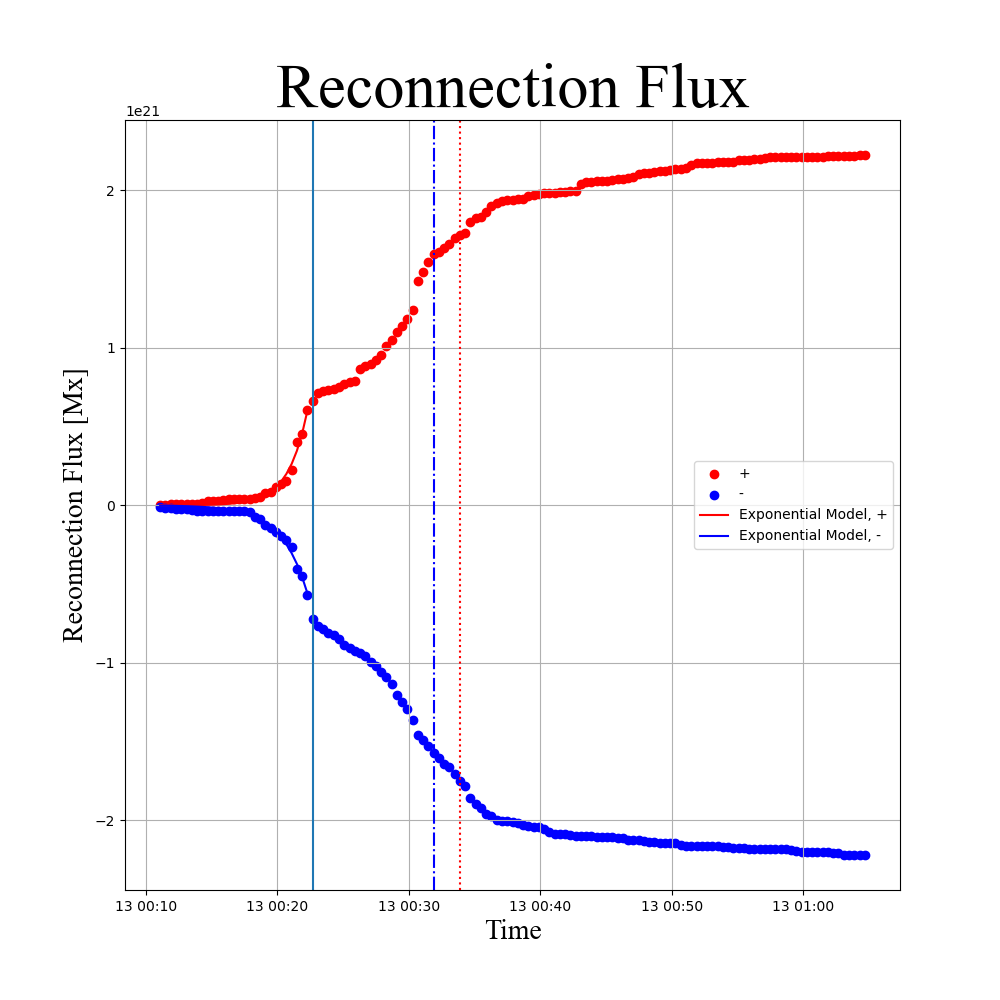 Reconnection Flux
1e21
2
1
0
−1
−2
Reconnection Flux [Mx]
+
-
Exponential Model, +
Exponential Model, -
13 00:10 13 00:20 13 00:30 13 00:40 13 00:50 13 01:00
Time